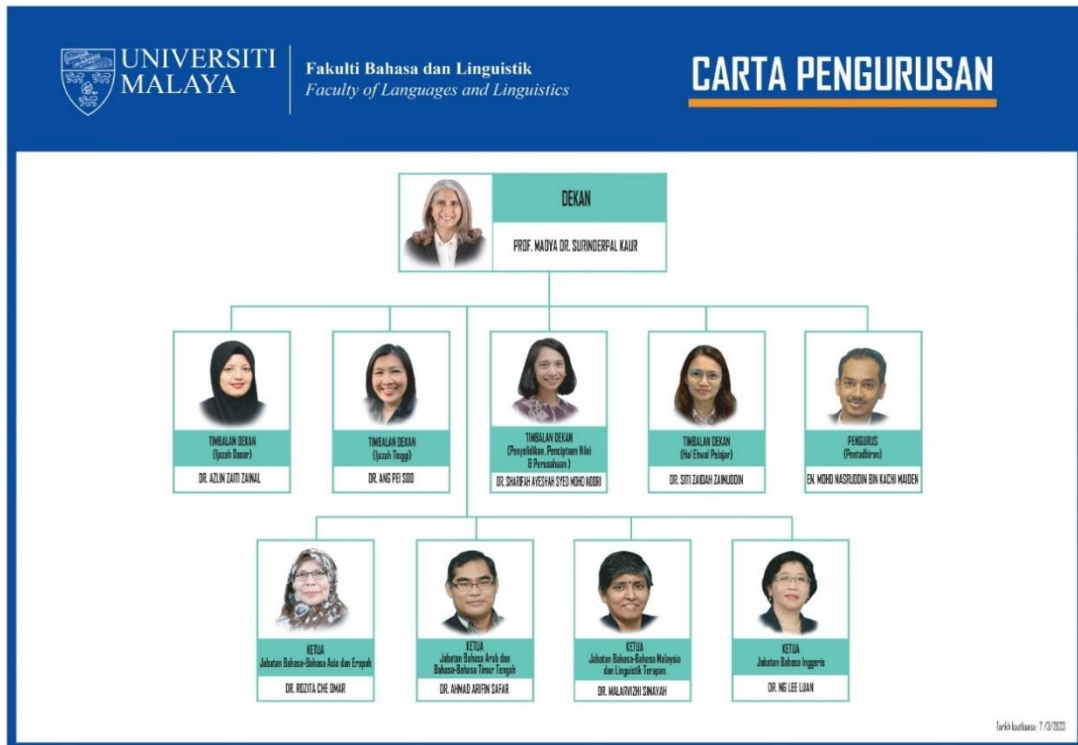 UNIVERSITI
MALAYA
Fakulti Bahasa dan Linguistik
Faculty of Languages and Linguistics
CARTA PENGURUSAN
DEKAN
PROF. MADYA DR. SURINDERPAL KAUR
TIMBALAN DEKAN
(Ijazah Dasar)
DR. AZLIN ZAITI ZAINAL
TIMBALAN DEKAN
(Ijazah Tinggi)
DR. ANG PEI SOO
TIMBALAN DEKAN
(Penyelidikan, Penciptaan Nilai
& Perusahaan )
DR. SHARIFAH AYESHAH SYED MOHD NOORI
TIMBALAN DEKAN
(Hal Ehwal Pelajar)
DR. SITI ZAIDAH ZAINUDDIN
PENGURUS
(Pentadbiran)
EN. MOHD NASRUDDIN BIN KACHI MAIDEN
KETUA
Jabatan Bahasa-Bahasa Asia dan Eropah
DR. ROZITA CHE OMAR
KETUA
Jabatan Bahasa Arab dan
Bahasa-Bahasa Timur Tengah
DR. AHMAD ARIFIN SAFAR
KETUA
Jabatan Bahasa-Bahasa Malaysia
dan Linguistik Terapan
DR. MALARVIZHI SINAYAH
KETUA
Jabatan Bahasa Inggeris
DR. NG LEE LUAN
Tarikh kuatkuasa : 7 /3/2023